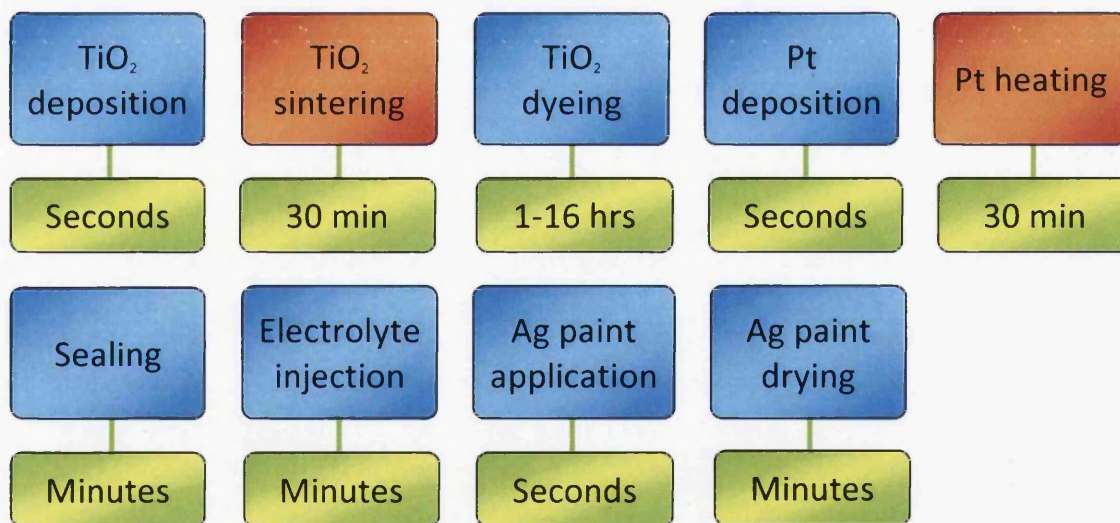 TiO₂
deposition
TiO₂
sintering
TiO₂
dyeing
Pt
deposition
Pt heating
Seconds
30 min
1-16 hrs
Seconds
30 min
Sealing
Electrolyte
injection
Ag paint
application
Ag paint
drying
Minutes
Minutes
Seconds
Minutes